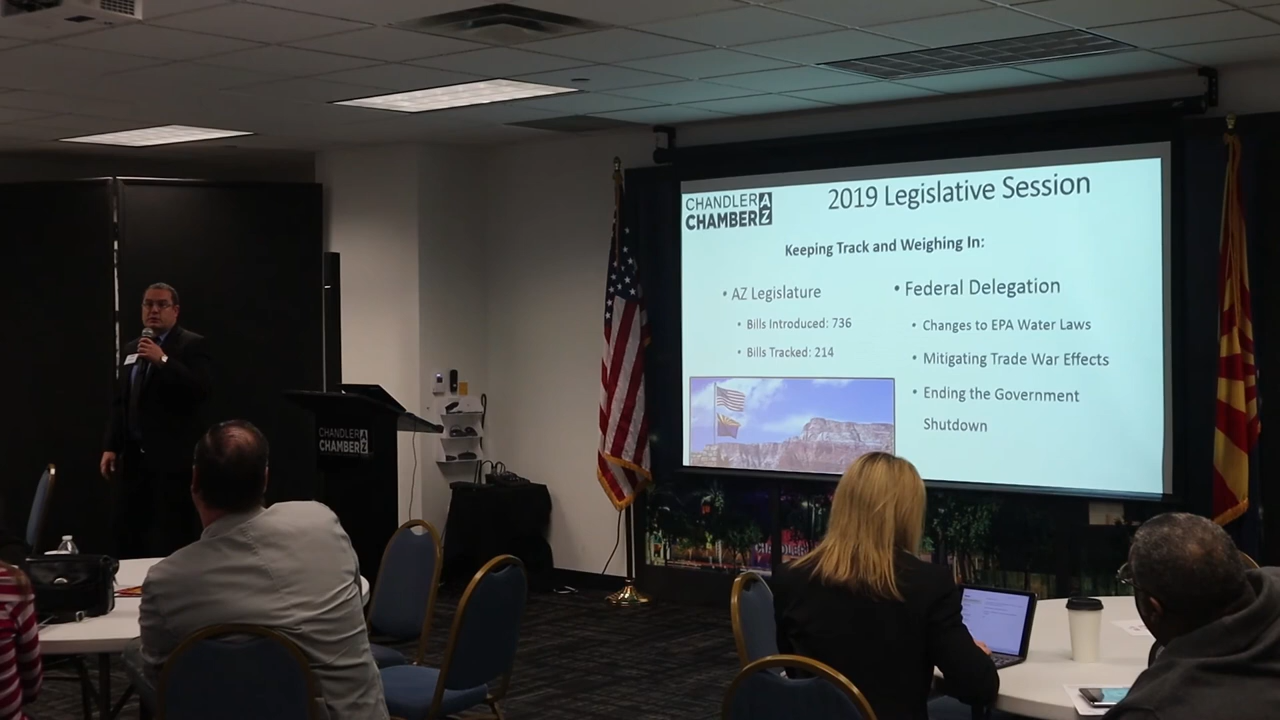 CHANDLER AZ
CHAMBER
2019 Legislative Session
Keeping Track and Weighing In:
• AZ Legislature
• Bills Introduced: 736
• Bills Tracked: 214
• Federal Delegation
• Changes to EPA Water Laws
• Mitigating Trade War Effects
• Ending the Government
Shutdown
CHANDLER AZ
CHAMBER